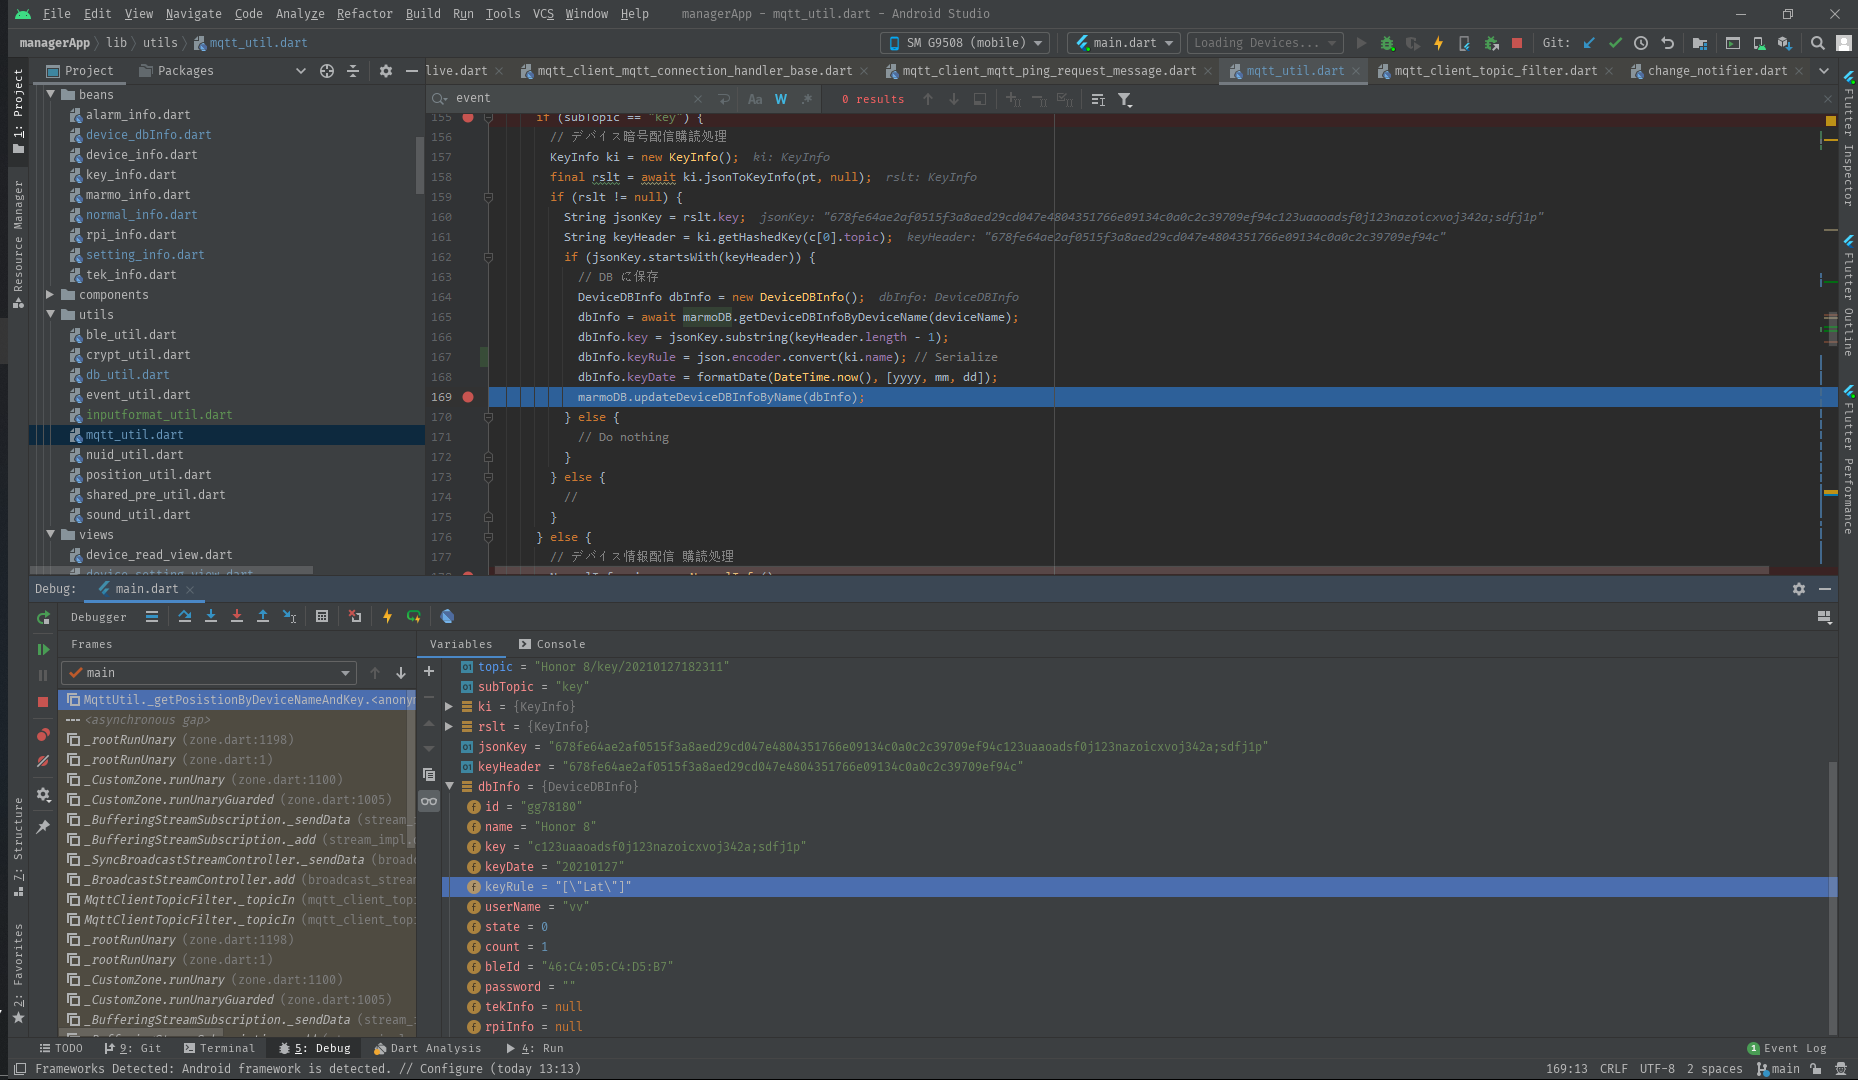 File Edit View Navigate Code Analyze Refactor Build Run Tools VCS Window Help managerApp - mqtt_util.dart - Android Studio
managerApp lib utils mqtt_util.dart
SM G9508 (mobile) main.dart Loading Devices... Git:
Project Packages
live.dart mqtt_client_mqtt_connection_handler_base.dart mqtt_client_mqtt_ping_request_message.dart mqtt_util.dart mqtt_client_topic_filter.dart change_notifier.dart
event Aa W .* 0 results
1: Project
Resource Manager
7: Structure
2: Favorites
beans
alarm_info.dart
device_dbInfo.dart
device_info.dart
key_info.dart
marmo_info.dart
normal_info.dart
rpi_info.dart
setting_info.dart
tek_info.dart
components
utils
ble_util.dart
crypt_util.dart
db_util.dart
event_util.dart
inputformat_util.dart
mqtt_util.dart
nuid_util.dart
position_util.dart
shared_pre_util.dart
sound_util.dart
views
device_read_view.dart
device_setting_view.dart
155 if (subTopic == "key") {
156 // デバイス暗号配信購読処理
157 KeyInfo ki = new KeyInfo(); ki: KeyInfo
158 final rslt = await ki.jsonToKeyInfo(pt, null); rslt: KeyInfo
159 if (rslt != null) {
160 String jsonKey = rslt.key; jsonKey: "678fe64ae2af0515f3a8aed29cd047e4804351766e09134c0a0c2c39709ef94c123uaaoadsf0j123nazoicxvoj342a;sdfj1p"
161 String keyHeader = ki.getHashedKey(c[0].topic); keyHeader: "678fe64ae2af0515f3a8aed29cd047e4804351766e09134c0a0c2c39709ef94c"
162 if (jsonKey.startsWith(keyHeader)) {
163 // DB に保存
164 DeviceDBInfo dbInfo = new DeviceDBInfo(); dbInfo: DeviceDBInfo
165 dbInfo = await marmoDB.getDeviceDBInfoByDeviceName(deviceName);
166 dbInfo.key = jsonKey.substring(keyHeader.length - 1);
167 dbInfo.keyRule = json.encoder.convert(ki.name); // Serialize
168 dbInfo.keyDate = formatDate(DateTime.now(), [yyyy, mm, dd]);
169 marmoDB.updateDeviceDBInfoByName(dbInfo);
170 } else {
171 // Do nothing
172 }
173 } else {
174 //
175 }
176 } else {
177 // デバイス情報配信 購読処理
Flutter Inspector
Flutter Outline
Flutter Performance
Debug: main.dart
Debugger
Frames
main
MqttUtil._getPosistionByDeviceNameAndKey.<anony
<asynchronous gap>
_rootRunUnary (zone.dart:1198)
_rootRunUnary (zone.dart:1)
_CustomZone.runUnary (zone.dart:1100)
_CustomZone.runUnaryGuarded (zone.dart:1005)
_BufferingStreamSubscription._sendData (stream_
_BufferingStreamSubscription._add (stream_impl.
_SyncBroadcastStreamController._sendData (broad
_BroadcastStreamController.add (broadcast_strea
MqttClientTopicFilter._topicIn (mqtt_client_top
MqttClientTopicFilter._topicIn (mqtt_client_top
_rootRunUnary (zone.dart:1198)
_rootRunUnary (zone.dart:1)
_CustomZone.runUnary (zone.dart:1100)
_CustomZone.runUnaryGuarded (zone.dart:1005)
_BufferingStreamSubscription._sendData (stream_
Variables Console
topic = "Honor 8/key/20210127182311"
subTopic = "key"
ki = {KeyInfo}
rslt = {KeyInfo}
jsonKey = "678fe64ae2af0515f3a8aed29cd047e4804351766e09134c0a0c2c39709ef94c123uaaoadsf0j123nazoicxvoj342a;sdfj1p"
keyHeader = "678fe64ae2af0515f3a8aed29cd047e4804351766e09134c0a0c2c39709ef94c"
dbInfo = {DeviceDBInfo}
id = "gg78180"
name = "Honor 8"
key = "c123uaaoadsf0j123nazoicxvoj342a;sdfj1p"
keyDate = "20210127"
keyRule = "[\"Lat\"]"
userName = "vv"
state = 0
count = 1
bleId = "46:C4:05:C4:D5:B7"
password = ""
tekInfo = null
rpiInfo = null
TODO 9: Git Terminal 5: Debug Dart Analysis 4: Run 1 Event Log
Frameworks Detected: Android framework is detected. // Configure (today 13:13) 169:13 CRLF UTF-8 2 spaces main